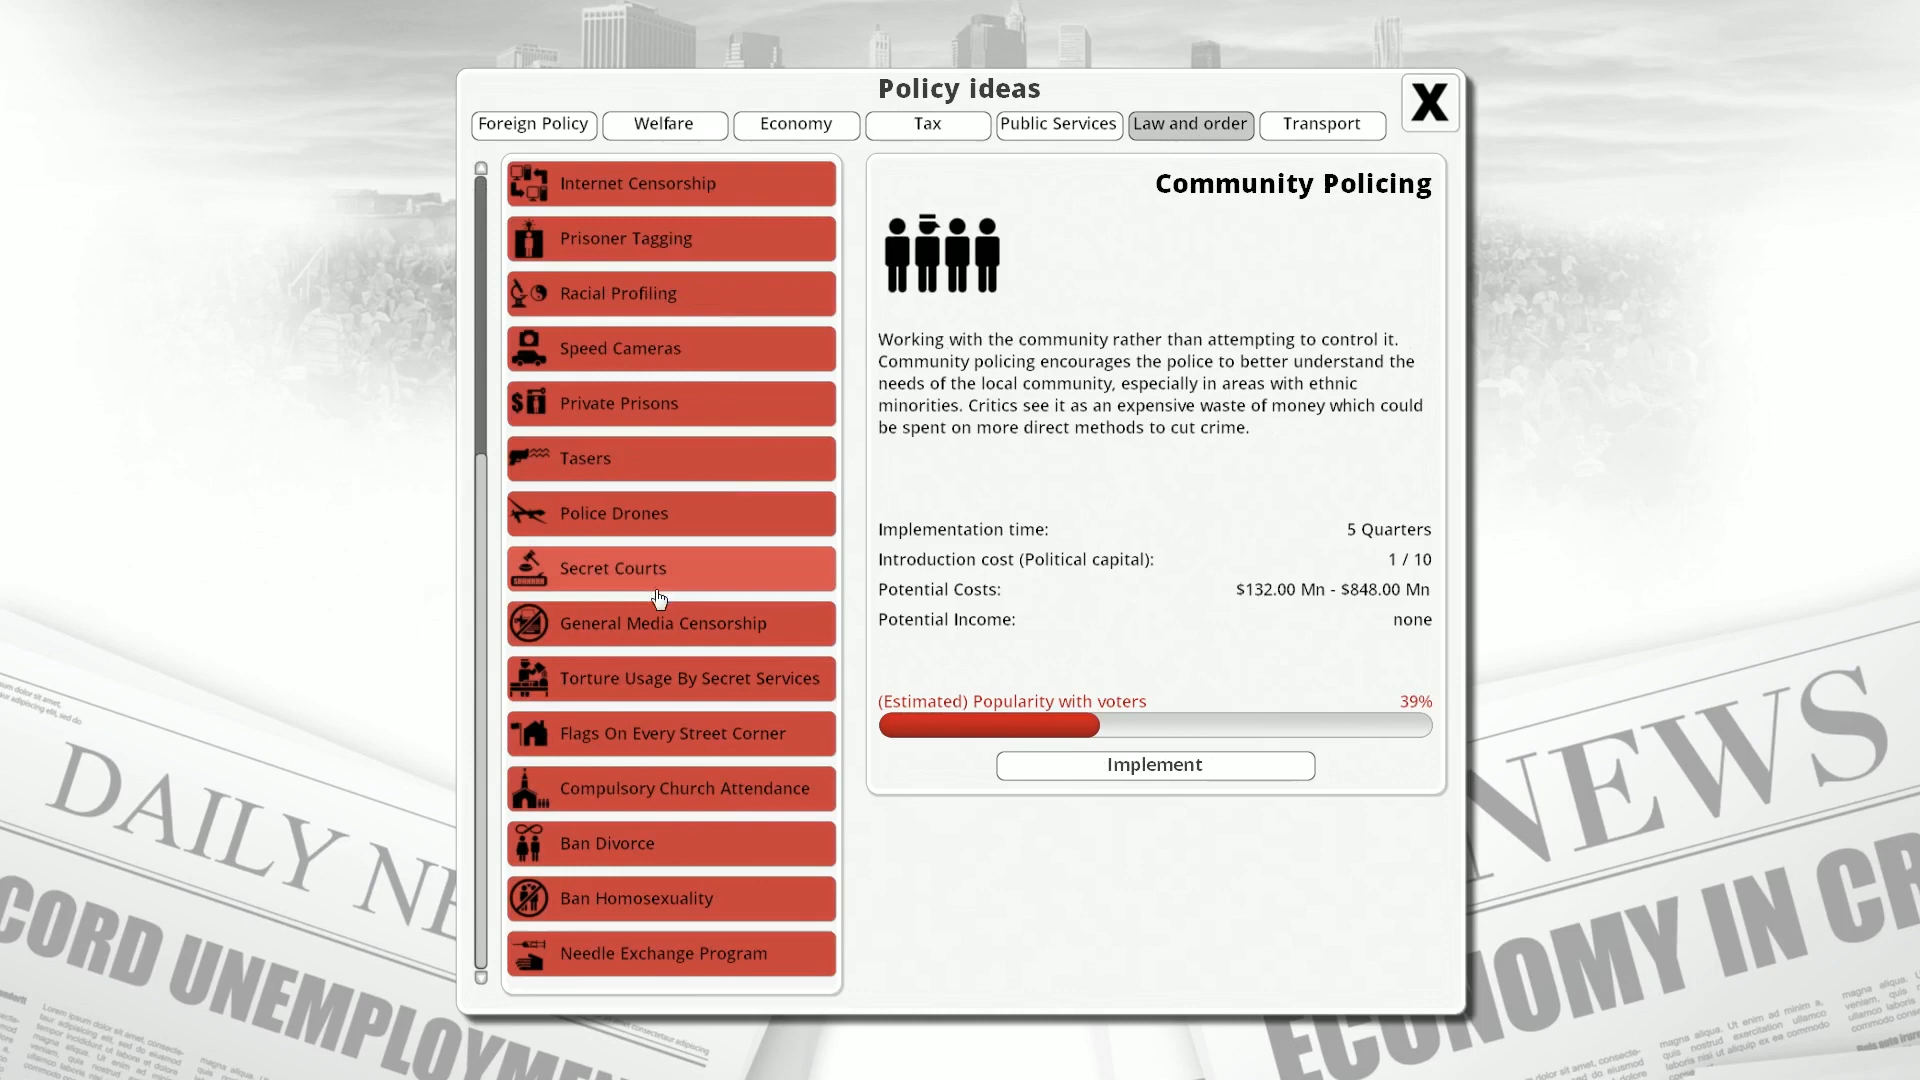 Policy ideas
X
Foreign Policy
Welfare
Economy
Tax
Public Services
Law and order
Transport
Internet Censorship
Prisoner Tagging
Racial Profiling
Speed Cameras
Private Prisons
Tasers
Police Drones
Secret Courts
General Media Censorship
Torture Usage By Secret Services
Flags On Every Street Corner
Compulsory Church Attendance
Ban Divorce
Ban Homosexuality
Needle Exchange Program
Community Policing
Working with the community rather than attempting to control it.
Community policing encourages the police to better understand the
needs of the local community, especially in areas with ethnic
minorities. Critics see it as an expensive waste of money which could
be spent on more direct methods to cut crime.
Implementation time: 5 Quarters
Introduction cost (Political capital): 1 / 10
Potential Costs: $132.00 Mn - $848.00 Mn
Potential Income: none
(Estimated) Popularity with voters 39%
Implement
DAILY NE
CORD UNEMPLOYME
NEWS
ECONOMY IN CR